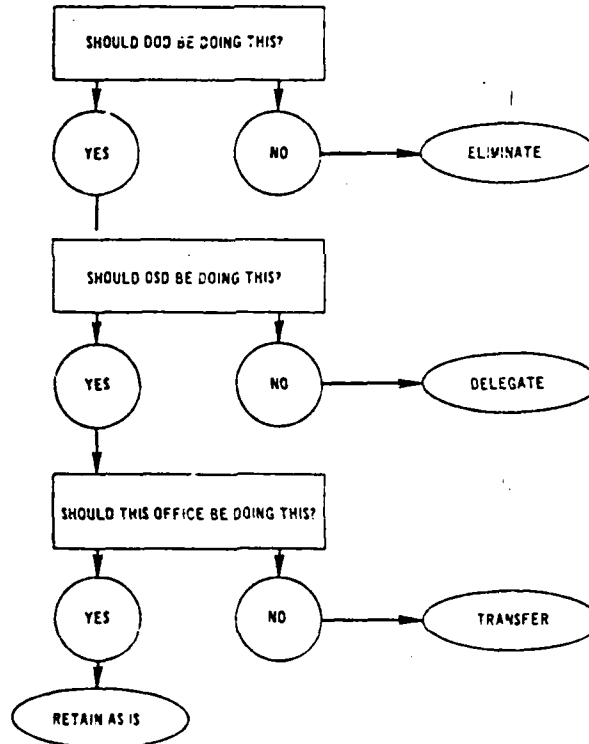 SHOULD DOD BE DOING THIS?
YES
NO
ELIMINATE
SHOULD OSD BE DOING THIS?
YES
NO
DELEGATE
SHOULD THIS OFFICE BE DOING THIS?
YES
NO
TRANSFER
RETAIN AS IS